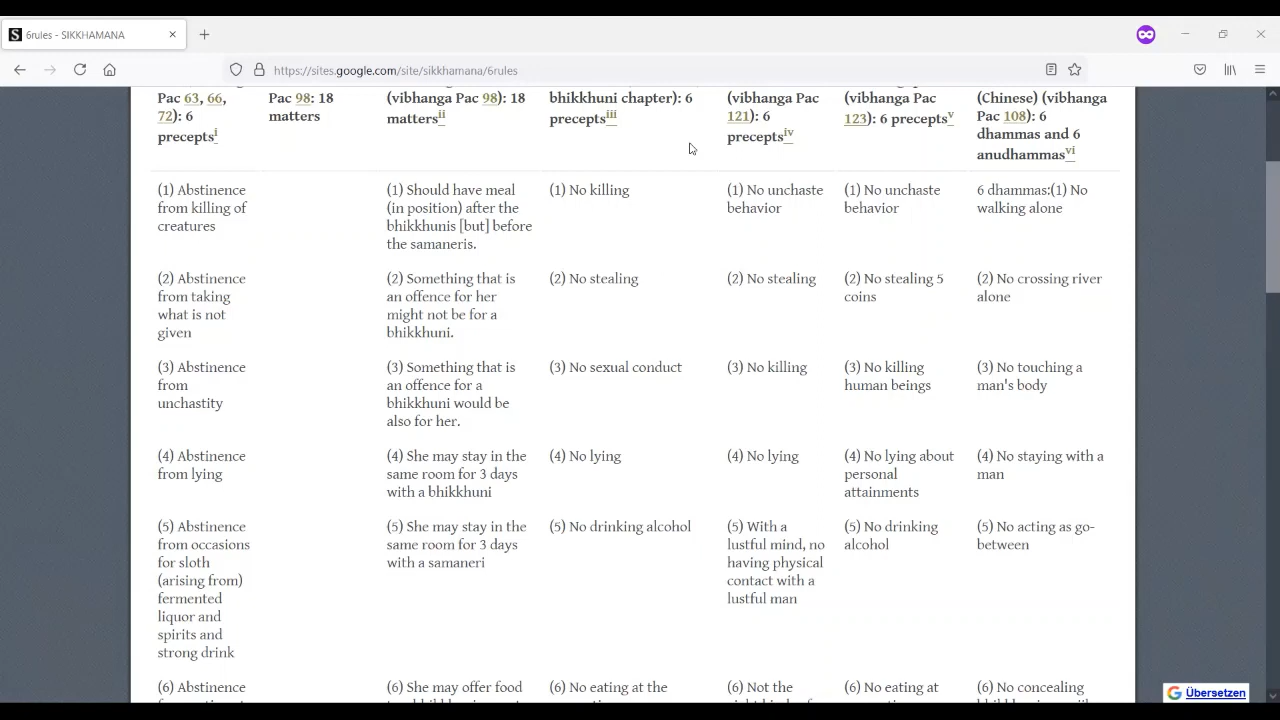 6rules - SIKKHAMANA
https://sites.google.com/site/sikkhamana/6rules
Pac 63, 66,
72): 6
preceptsi
Pac 98: 18
matters
(vibhanga Pac 98): 18
mattersii
bhikkhuni chapter): 6
preceptsiii
(vibhanga Pac
121): 6
preceptsiv
(vibhanga Pac
123): 6 preceptsv
(Chinese) (vibhanga
Pac 108): 6
dhammas and 6
anudhammasvi
(1) Abstinence
from killing of
creatures
(1) Should have meal
(in position) after the
bhikkhunis [but] before
the samaneris.
(1) No killing
(1) No unchaste
behavior
(1) No unchaste
behavior
6 dhammas:(1) No
walking alone
(2) Abstinence
from taking
what is not
given
(2) Something that is
an offence for her
might not be for a
bhikkhuni.
(2) No stealing
(2) No stealing
(2) No stealing 5
coins
(2) No crossing river
alone
(3) Abstinence
from
unchastity
(3) Something that is
an offence for a
bhikkhuni would be
also for her.
(3) No sexual conduct
(3) No killing
(3) No killing
human beings
(3) No touching a
man's body
(4) Abstinence
from lying
(4) She may stay in the
same room for 3 days
with a bhikkhuni
(4) No lying
(4) No lying
(4) No lying about
personal
attainments
(4) No staying with a
man
(5) Abstinence
from occasions
for sloth
(arising from)
fermented
liquor and
spirits and
strong drink
(5) She may stay in the
same room for 3 days
with a samaneri
(5) No drinking alcohol
(5) With a
lustful mind, no
having physical
contact with a
lustful man
(5) No drinking
alcohol
(5) No acting as go-
between
(6) Abstinence
(6) She may offer food
(6) No eating at the
(6) Not the
(6) No eating at
(6) No concealing
Übersetzen